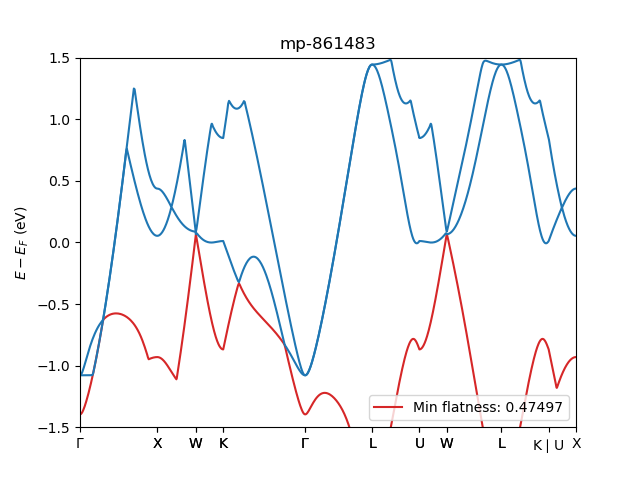 mp-861483
1.5
1.0
0.5
0.0
−0.5
−1.0
−1.5
E − E_F (eV)
Min flatness: 0.47497
Γ X W K Γ L U W L K | U X